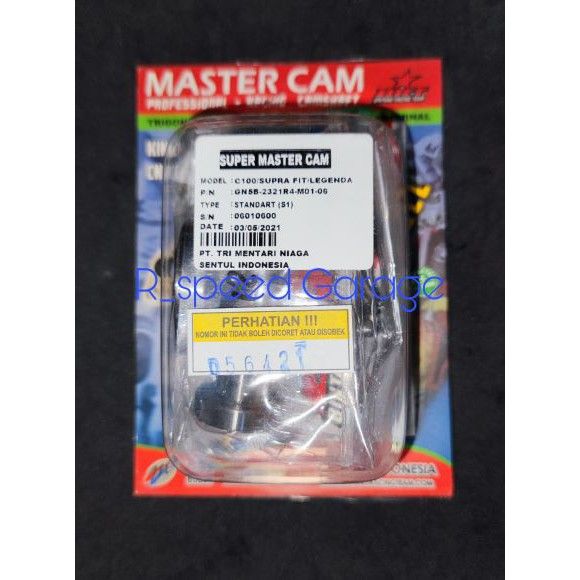 MASTER CAM
PROFESSIONAL
SUPER MASTER CAM
MODEL : C100/SUPRA FIT/LEGENDA
P/N : GN5B-2321R4-M01-06
TYPE : STANDART (S1)
S/N : 06010600
DATE : 03/05/2021
PT. TRI MENTARI NIAGA
SENTUL INDONESIA
R_speed Garage
PERHATIAN !!!
NOMOR INI TIDAK BOLEH DICORET ATAU DISOBEK